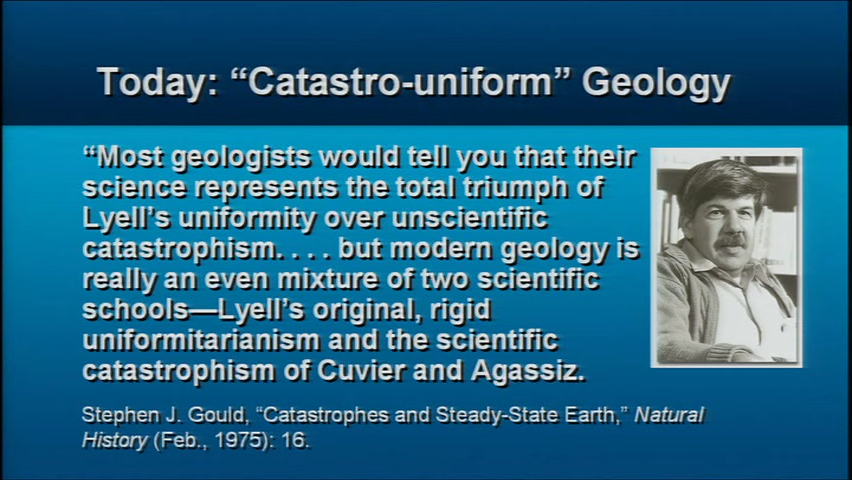 Today: “Catastro-uniform” Geology
“Most geologists would tell you that their
science represents the total triumph of
Lyell’s uniformity over unscientific
catastrophism. . . . but modern geology is
really an even mixture of two scientific
schools—Lyell’s original, rigid
uniformitarianism and the scientific
catastrophism of Cuvier and Agassiz.
Stephen J. Gould, “Catastrophes and Steady-State Earth,” Natural
History (Feb., 1975): 16.